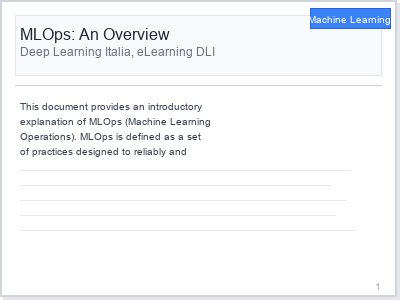 Machine Learning
MLOps: An Overview
Deep Learning Italia, eLearning DLI
This document provides an introductory
explanation of MLOps (Machine Learning
Operations). MLOps is defined as a set
of practices designed to reliably and
1